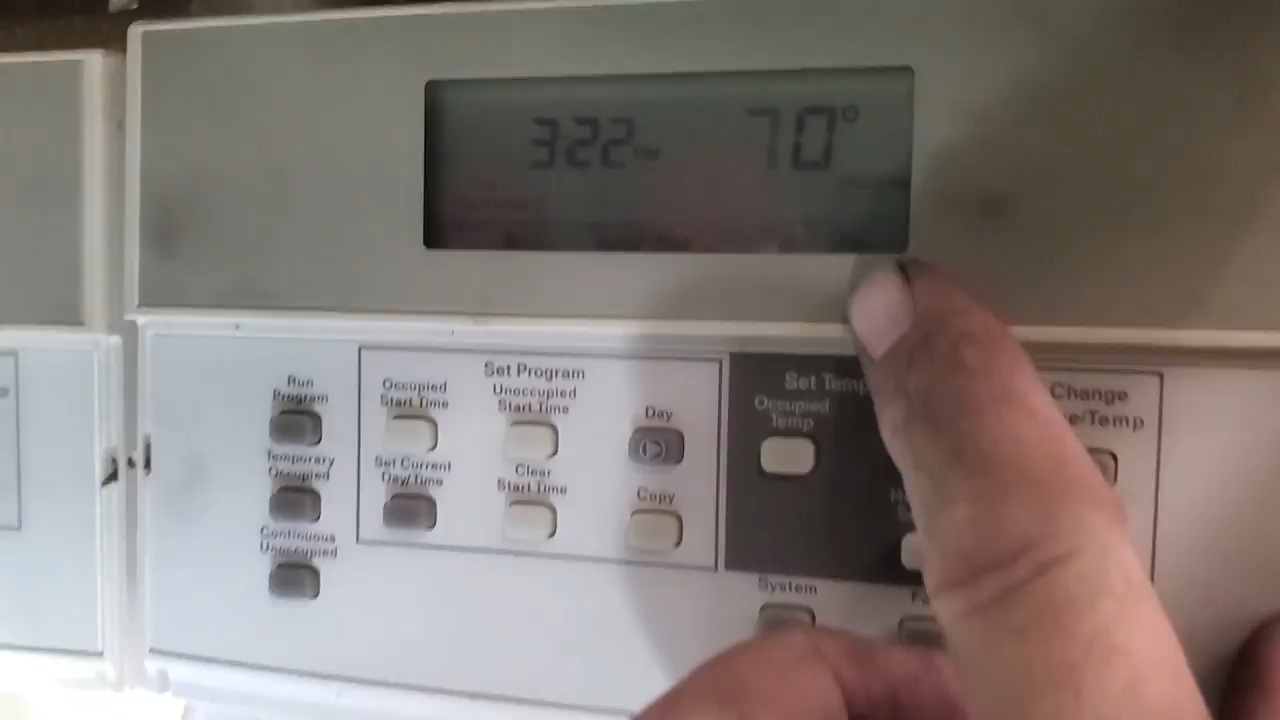 322 70°
Set Program
Set Temp
Run
Program
Occupied
Start Time
Unoccupied
Start Time
Day
Occupied
Temp
Change
e/Temp
Temporary
Occupied
Set Current
Day/Time
Clear
Start Time
Copy
Continuous
Unoccupied
System